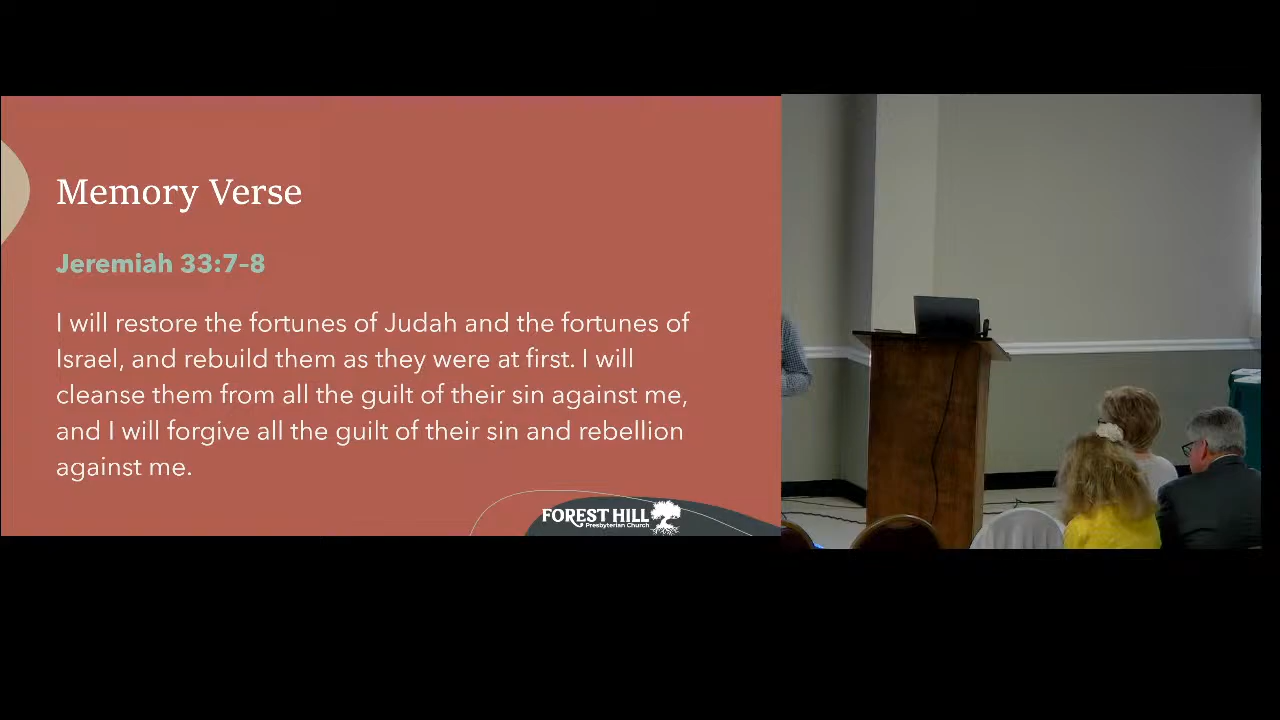 Memory Verse
Jeremiah 33:7-8
I will restore the fortunes of Judah and the fortunes of
Israel, and rebuild them as they were at first. I will
cleanse them from all the guilt of their sin against me,
and I will forgive all the guilt of their sin and rebellion
against me.
FOREST HILL
Presbyterian Church